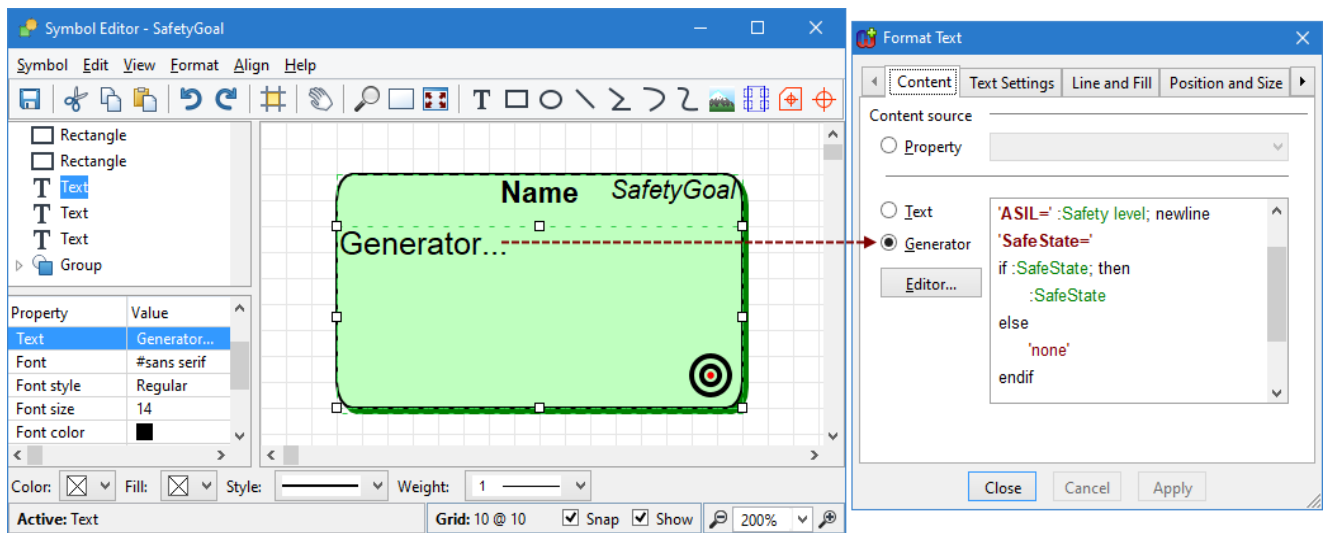 Symbol Editor - SafetyGoal
Symbol Edit View Format Align Help
T
Rectangle
Rectangle
T Text
T Text
T Text
Group
Property Value
Text Generator...
Font #sans serif
Font style Regular
Font size 14
Font color
Name SafetyGoal
Generator...
Color: Fill: Style: Weight: 1
Active: Text Grid: 10 @ 10 Snap Show 200%
Format Text
Content Text Settings Line and Fill Position and Size
Content source
Property
Text
Generator
Editor...
'ASIL=' :Safety level; newline
'SafeState='
if :SafeState; then
:SafeState
else
'none'
endif
Close Cancel Apply